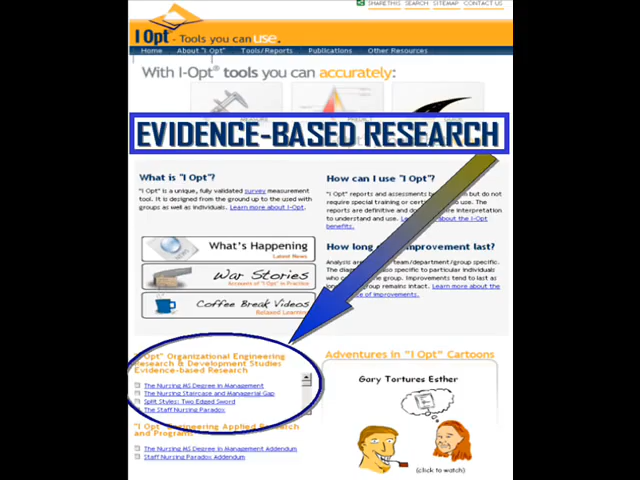 SHARETHIS SEARCH SITEMAP CONTACT US
I Opt® - Tools you can use.
Home About "I Opt" Tools/Reports Publications Other Resources
With I-Opt® tools you can accurately:
EVIDENCE-BASED RESEARCH
What is "I Opt"?
"I Opt" is a unique, fully validated survey measurement
tool. It is designed from the ground up to the used with
groups as well as individuals. Learn more about I-Opt.
How can I use "I Opt"?
"I Opt" reports and assessments but do not
require special training or to use. The
reports are definitive and do interpretation
to understand and use. about the I-Opt
benefits.
How long improvement last?
Analysis are team/department/group specific.
The also specific to particular individuals
who group. Improvements tend to last as
group remains intact. Learn more about the
of improvements.
What's Happening
Latest News
War Stories
Accounts of "I Opt" in Practice
Coffee Break Videos
Relaxed Learning
"I Opt" Organizational Engineering
Research & Development Studies
Evidence-based Research
The Nursing MS Degree in Management
The Nursing Staircase and Managerial Gap
Split Styles: Two Edged Sword
The Staff Nursing Paradox
"I Opt" Engineering Applied Research
and Programs
The Nursing MS Degree in Management Addendum
Staff Nursing Paradox Addendum
Adventures in "I Opt" Cartoons
Gary Tortures Esther
(click to watch)